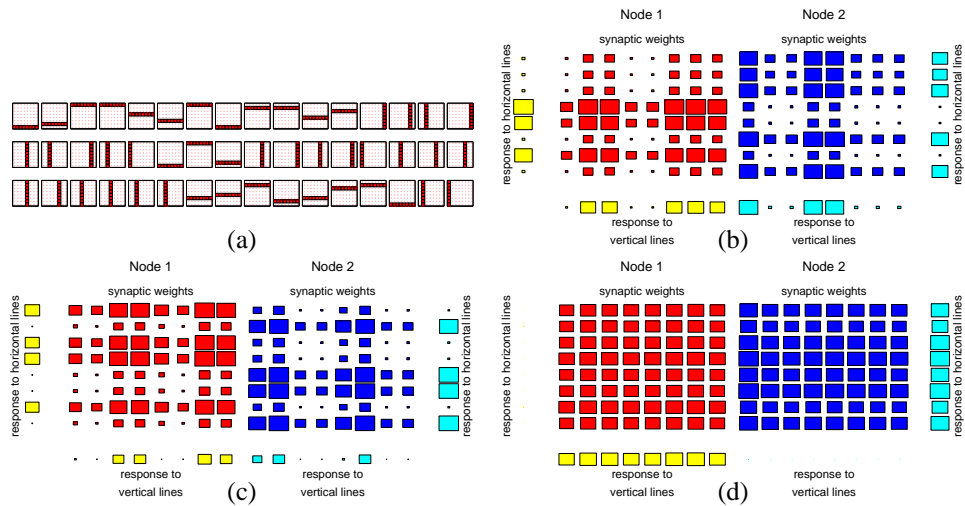 (a)
Node 1 Node 2
synaptic weights synaptic weights
response to horizontal lines
response to horizontal lines
response to
vertical lines
response to
vertical lines
(b)
Node 1 Node 2
synaptic weights synaptic weights
response to horizontal lines
response to horizontal lines
response to
vertical lines
response to
vertical lines
(c)
Node 1 Node 2
synaptic weights synaptic weights
response to horizontal lines
response to horizontal lines
response to
vertical lines
response to
vertical lines
(d)